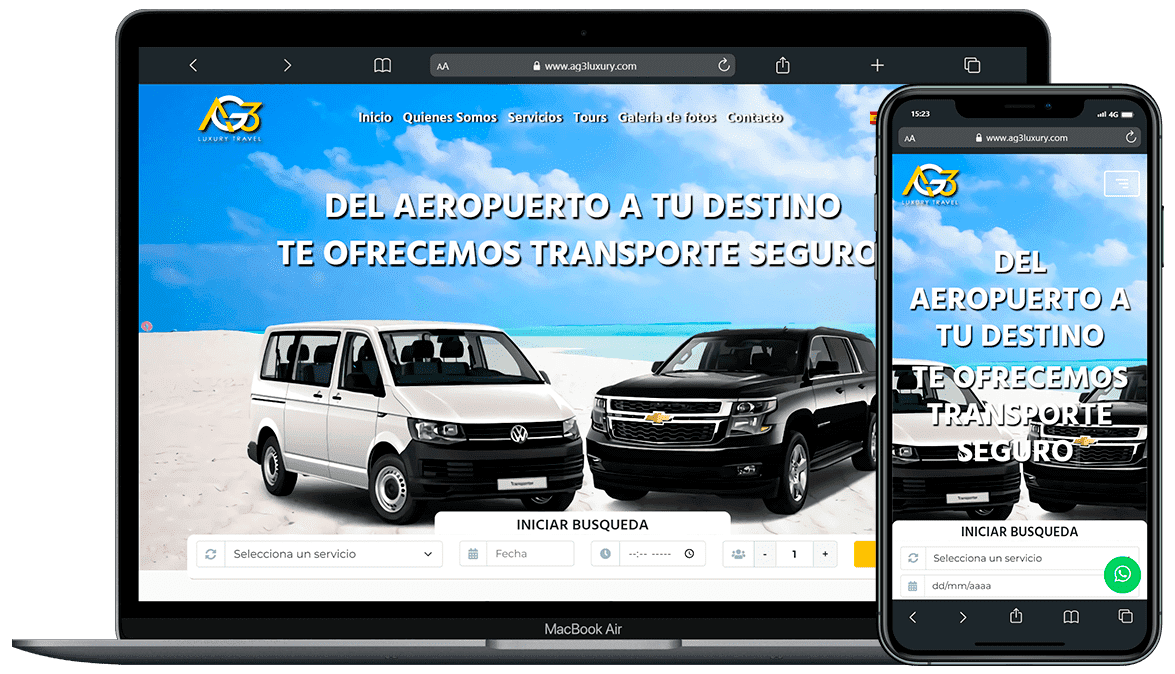 AA
www.ag3luxury.com
AG3
LUXURY TRAVEL
Inicio Quienes Somos Servicios Tours Galeria de fotos Contacto
DEL AEROPUERTO A TU DESTINO
TE OFRECEMOS TRANSPORTE SEGURO
Transporter
INICIAR BUSQUEDA
Selecciona un servicio
Fecha
--:-- -----
- 1 +
MacBook Air
15:23
4G
AA
www.ag3luxury.com
AG3
LUXURY TRAVEL
DEL
AEROPUERTO A
TU DESTINO
TE OFRECEMOS
TRANSPORTE
SEGURO
Transporter
INICIAR BUSQUEDA
Selecciona un servicio
dd/mm/aaaa